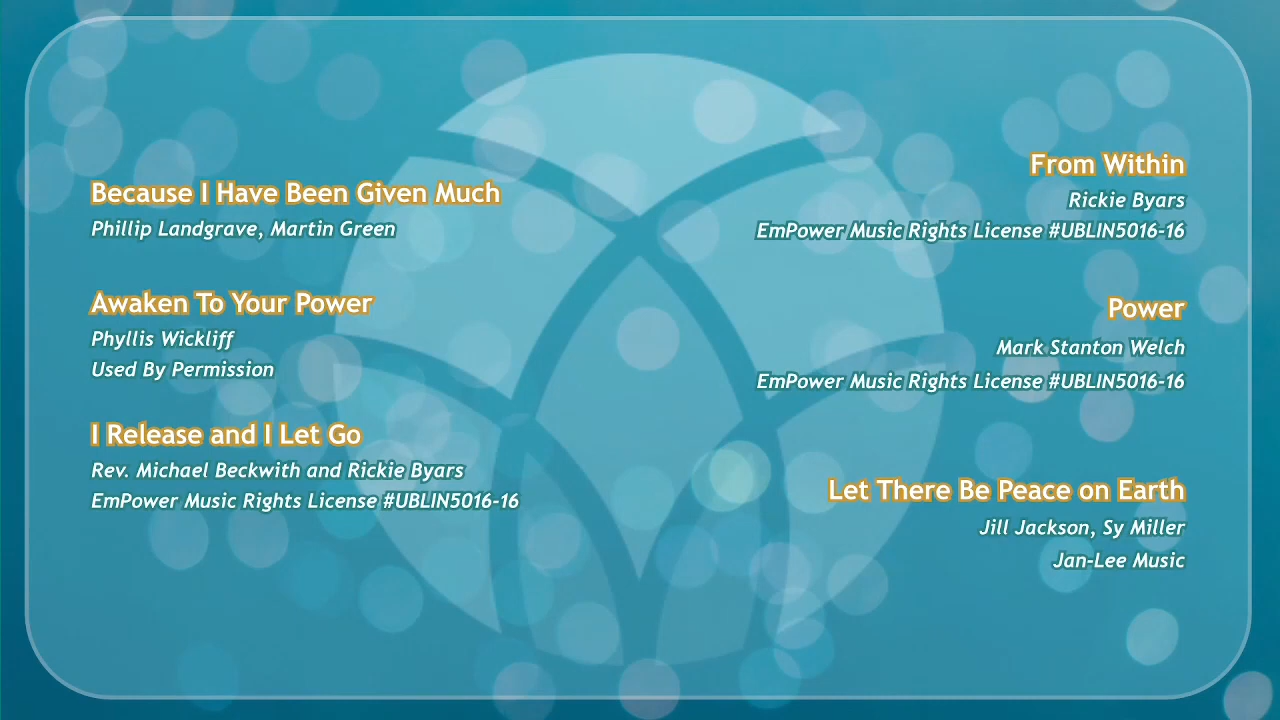 Because I Have Been Given Much
Phillip Landgrave, Martin Green
Awaken To Your Power
Phyllis Wickliff
Used By Permission
I Release and I Let Go
Rev. Michael Beckwith and Rickie Byars
EmPower Music Rights License #UBLIN5016-16
From Within
Rickie Byars
EmPower Music Rights License #UBLIN5016-16
Power
Mark Stanton Welch
EmPower Music Rights License #UBLIN5016-16
Let There Be Peace on Earth
Jill Jackson, Sy Miller
Jan-Lee Music